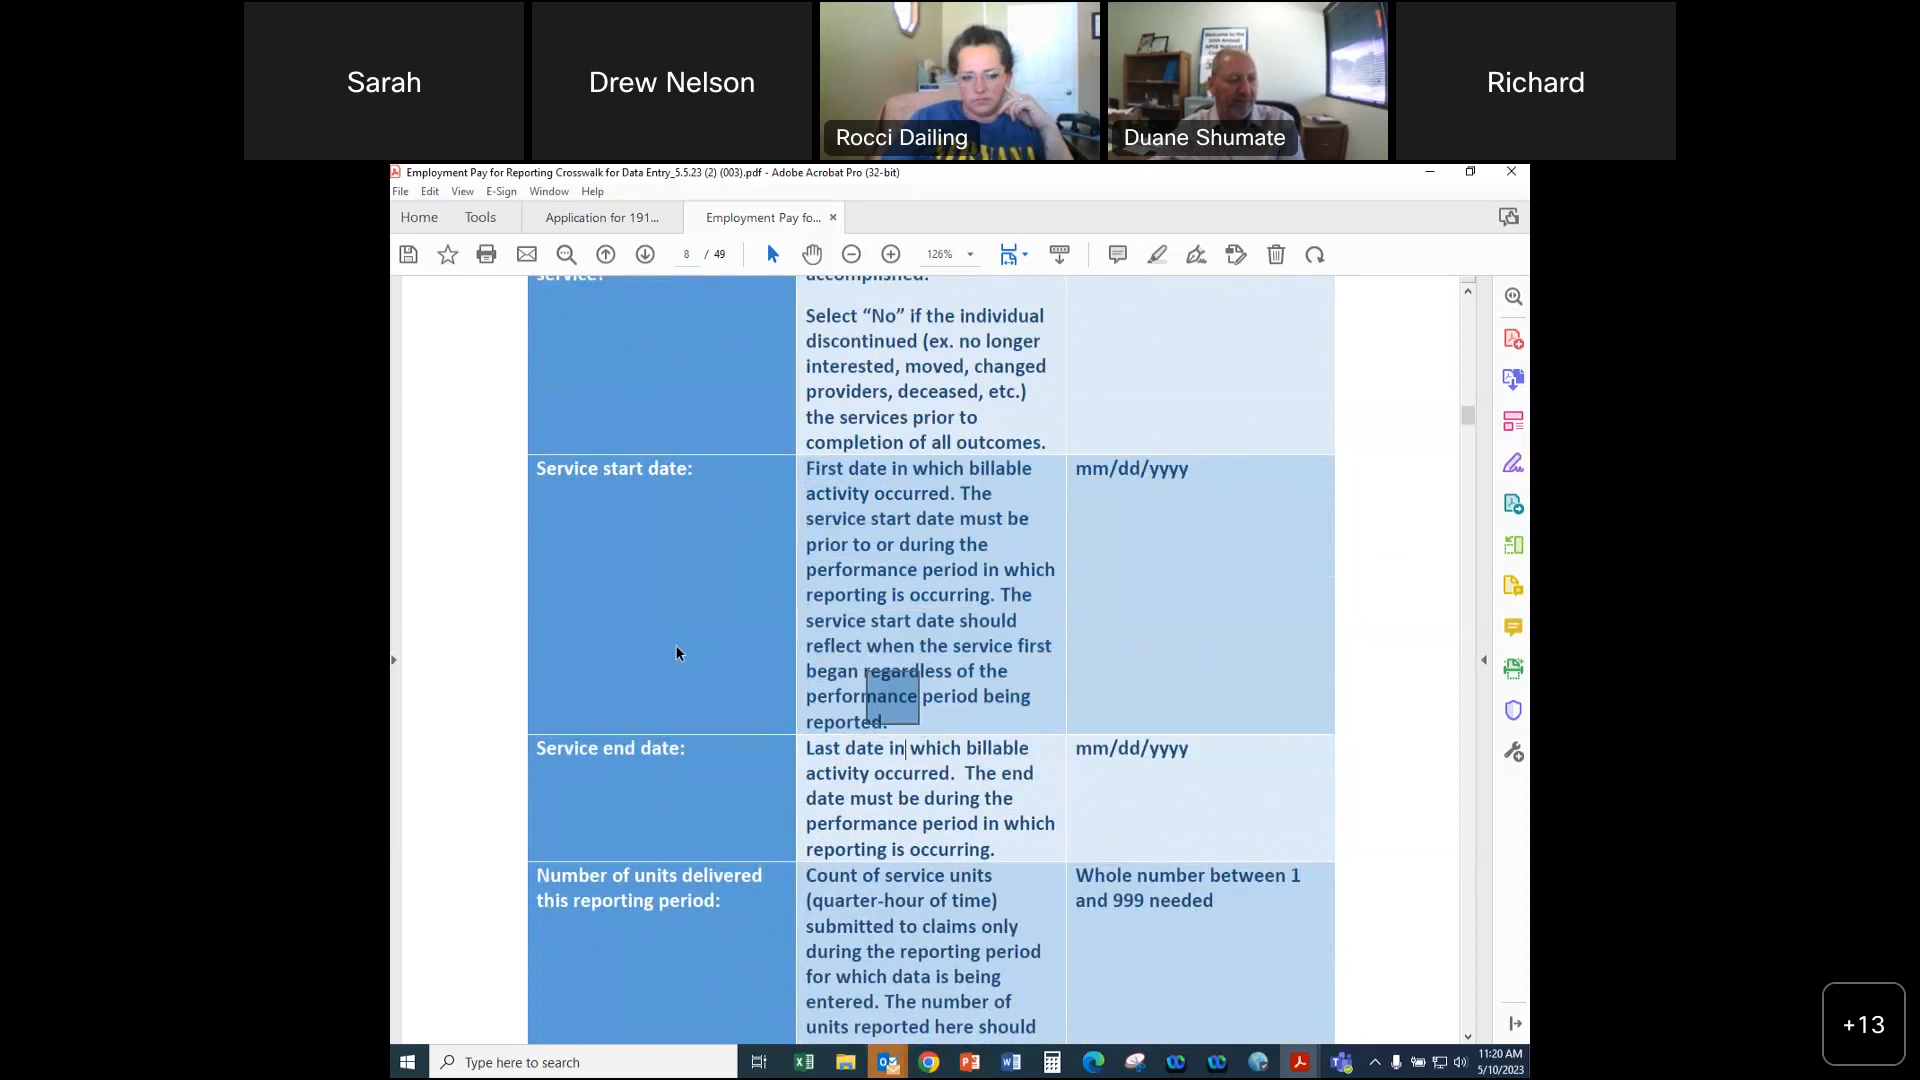 Sarah
Drew Nelson
Rocci Dailing
Duane Shumate
Richard
Employment Pay for Reporting Crosswalk for Data Entry_5.5.23 (2) (003).pdf - Adobe Acrobat Pro (32-bit)
File Edit View E-Sign Window Help
Home Tools Application for 191... Employment Pay fo... ×
8 / 49 126%
service? accomplished.
Select “No” if the individual
discontinued (ex. no longer
interested, moved, changed
providers, deceased, etc.)
the services prior to
completion of all outcomes.
Service start date:
First date in which billable
activity occurred. The
service start date must be
prior to or during the
performance period in which
reporting is occurring. The
service start date should
reflect when the service first
began regardless of the
performance period being
reported.
mm/dd/yyyy
Service end date:
Last date in which billable
activity occurred.  The end
date must be during the
performance period in which
reporting is occurring.
mm/dd/yyyy
Number of units delivered
this reporting period:
Count of service units
(quarter-hour of time)
submitted to claims only
during the reporting period
for which data is being
entered. The number of
units reported here should
Whole number between 1
and 999 needed
+13
Type here to search
11:20 AM
5/10/2023